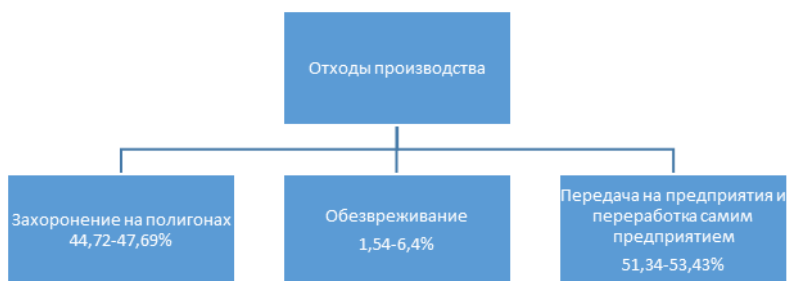 Отходы производства
Захоронение на полигонах
44,72-47,69%
Обезвреживание
1,54-6,4%
Передача на предприятия и
переработка самим
предприятием
51,34-53,43%